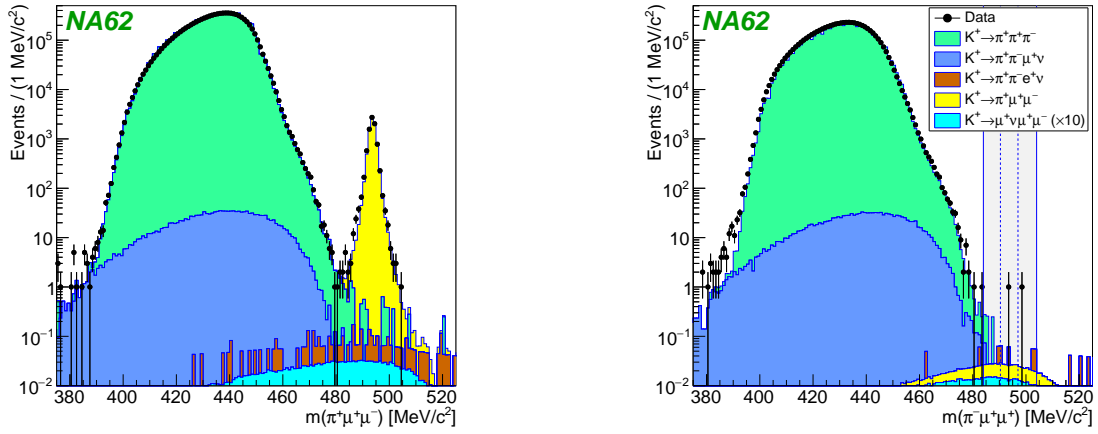 NA62
Events / (1 MeV/c²)
10⁵
10⁴
10³
10²
10
1
10⁻¹
10⁻²
380 400 420 440 460 480 500 520
m(π⁺μ⁺μ⁻) [MeV/c²]
NA62
Events / (1 MeV/c²)
10⁵
10⁴
10³
10²
10
1
10⁻¹
10⁻²
380 400 420 440 460 480 500 520
m(π⁻μ⁺μ⁺) [MeV/c²]
Data
K⁺→π⁺π⁺π⁻
K⁺→π⁺π⁻μ⁺ν
K⁺→π⁺π⁻e⁺ν
K⁺→π⁺μ⁺μ⁻
K⁺→μ⁺νμ⁺μ⁻ (×10)